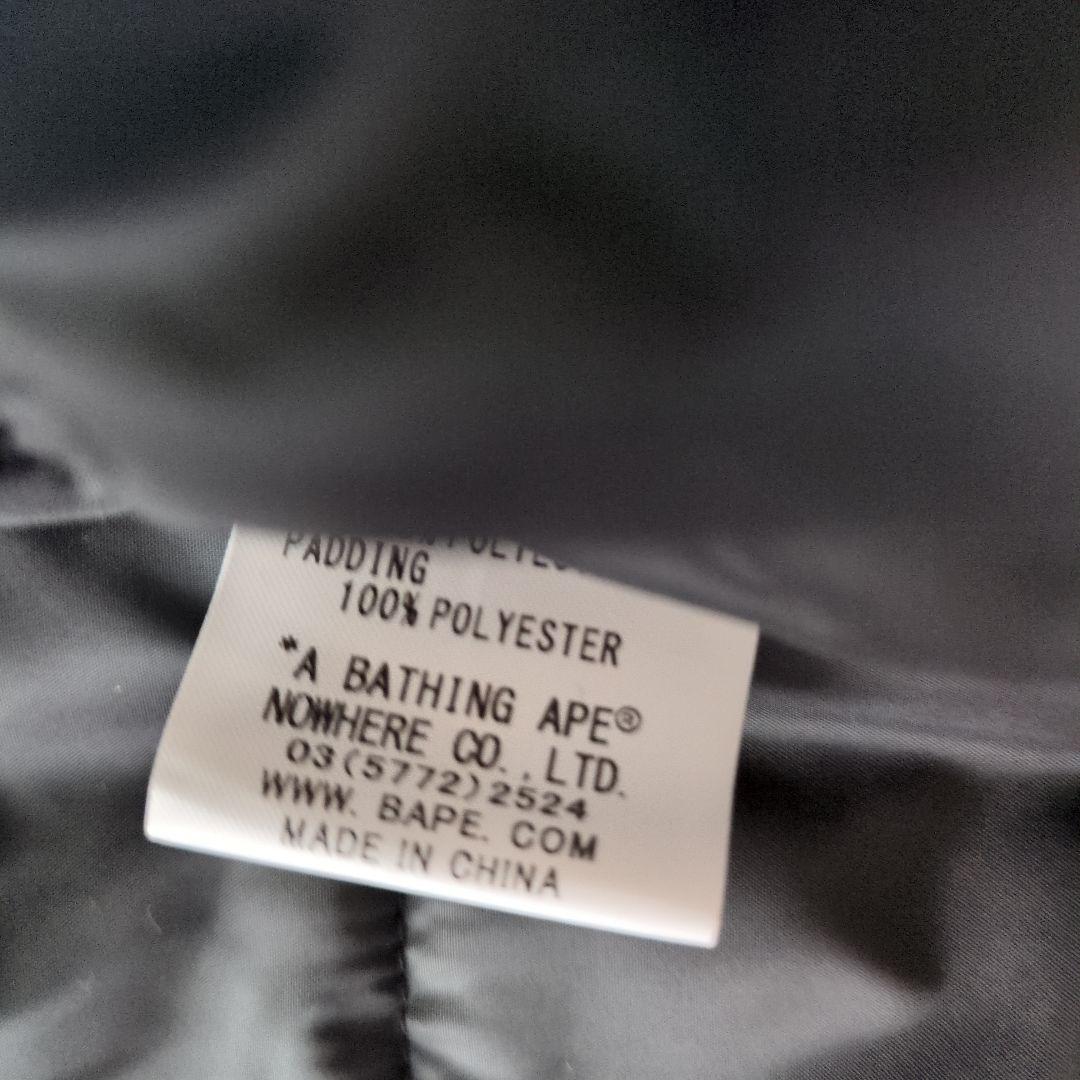 PADDING
100% POLYESTER
*A BATHING APE®
NOWHERE CO.,LTD.
03(5772)2524
WWW. BAPE. COM
MADE IN CHINA